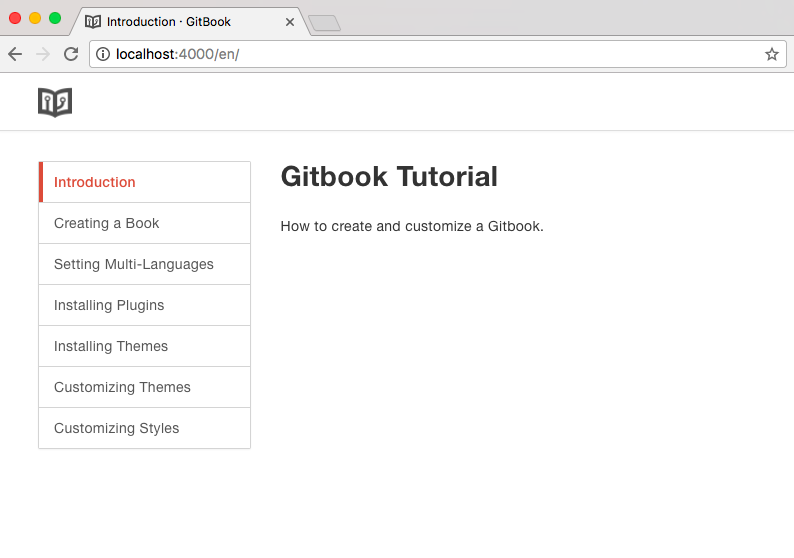 Introduction · GitBook
localhost:4000/en/
Introduction
Creating a Book
Setting Multi-Languages
Installing Plugins
Installing Themes
Customizing Themes
Customizing Styles
Gitbook Tutorial
How to create and customize a Gitbook.